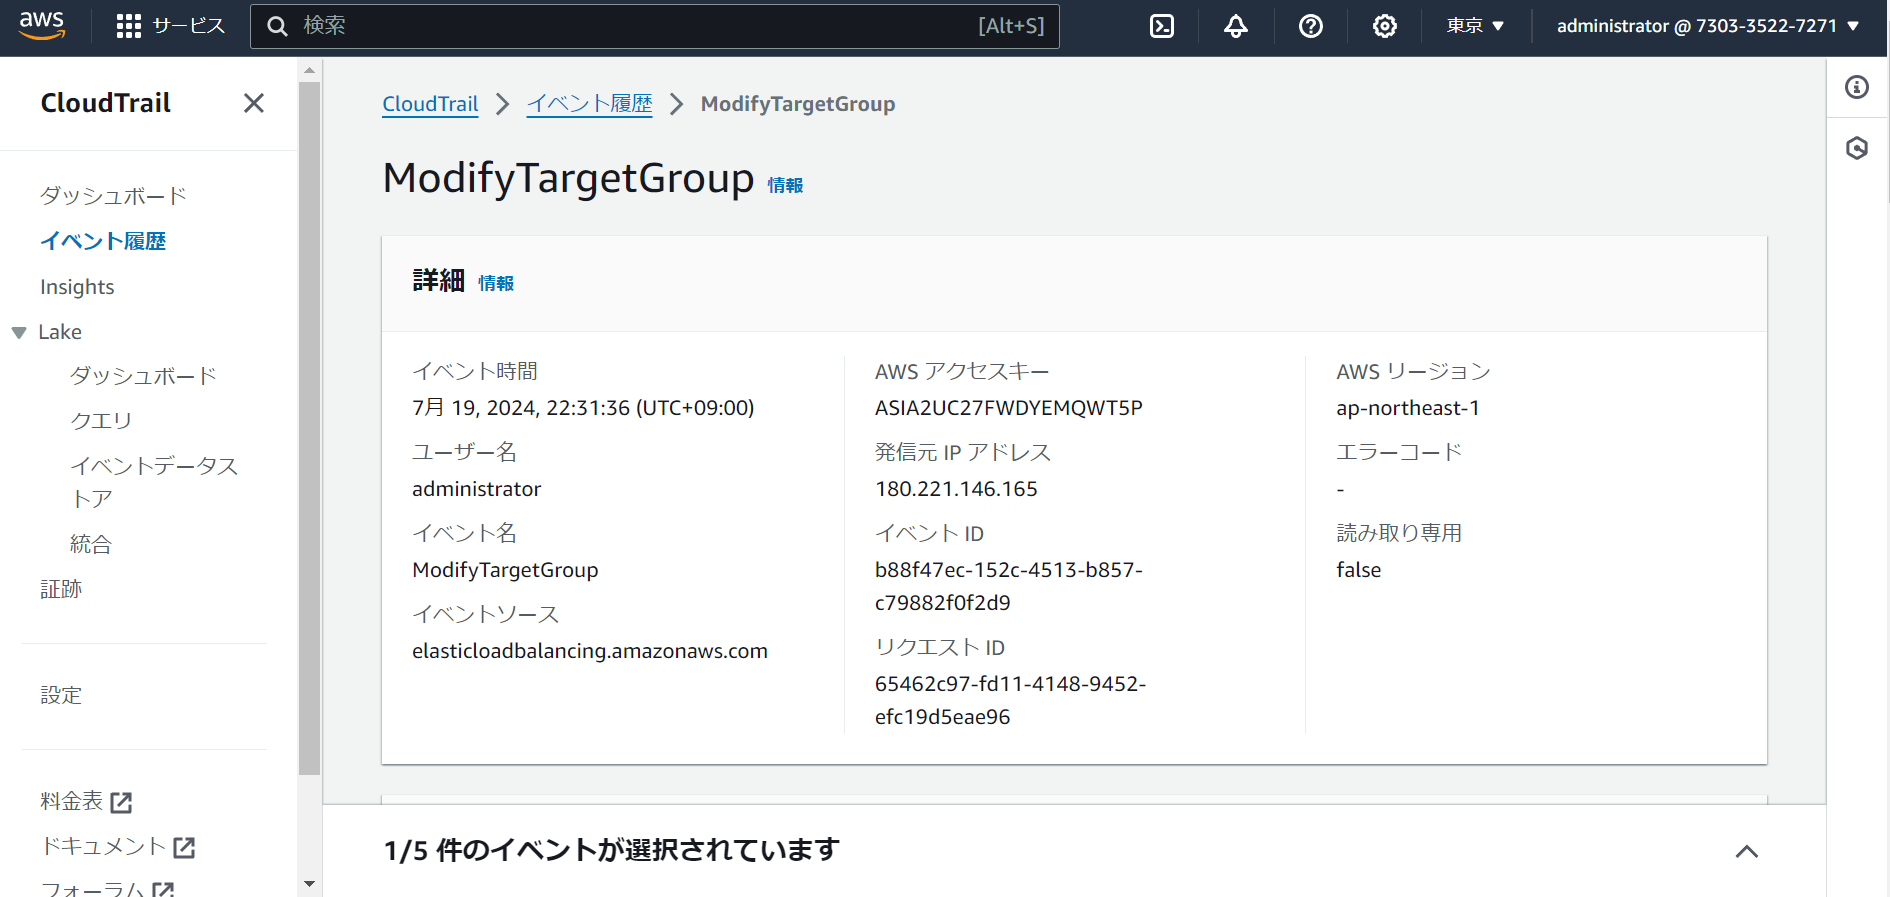 aws
サービス
検索
[Alt+S]
東京
administrator @ 7303-3522-7271
CloudTrail
ダッシュボード
イベント履歴
Insights
Lake
ダッシュボード
クエリ
イベントデータス
トア
統合
証跡
設定
料金表
ドキュメント
フォーラム
CloudTrail
イベント履歴
ModifyTargetGroup
ModifyTargetGroup 情報
詳細 情報
イベント時間
7月 19, 2024, 22:31:36 (UTC+09:00)
ユーザー名
administrator
イベント名
ModifyTargetGroup
イベントソース
elasticloadbalancing.amazonaws.com
AWS アクセスキー
ASIA2UC27FWDYEMQWT5P
発信元 IP アドレス
180.221.146.165
イベント ID
b88f47ec-152c-4513-b857-
c79882f0f2d9
リクエスト ID
65462c97-fd11-4148-9452-
efc19d5eae96
AWS リージョン
ap-northeast-1
エラーコード
-
読み取り専用
false
1/5 件のイベントが選択されています